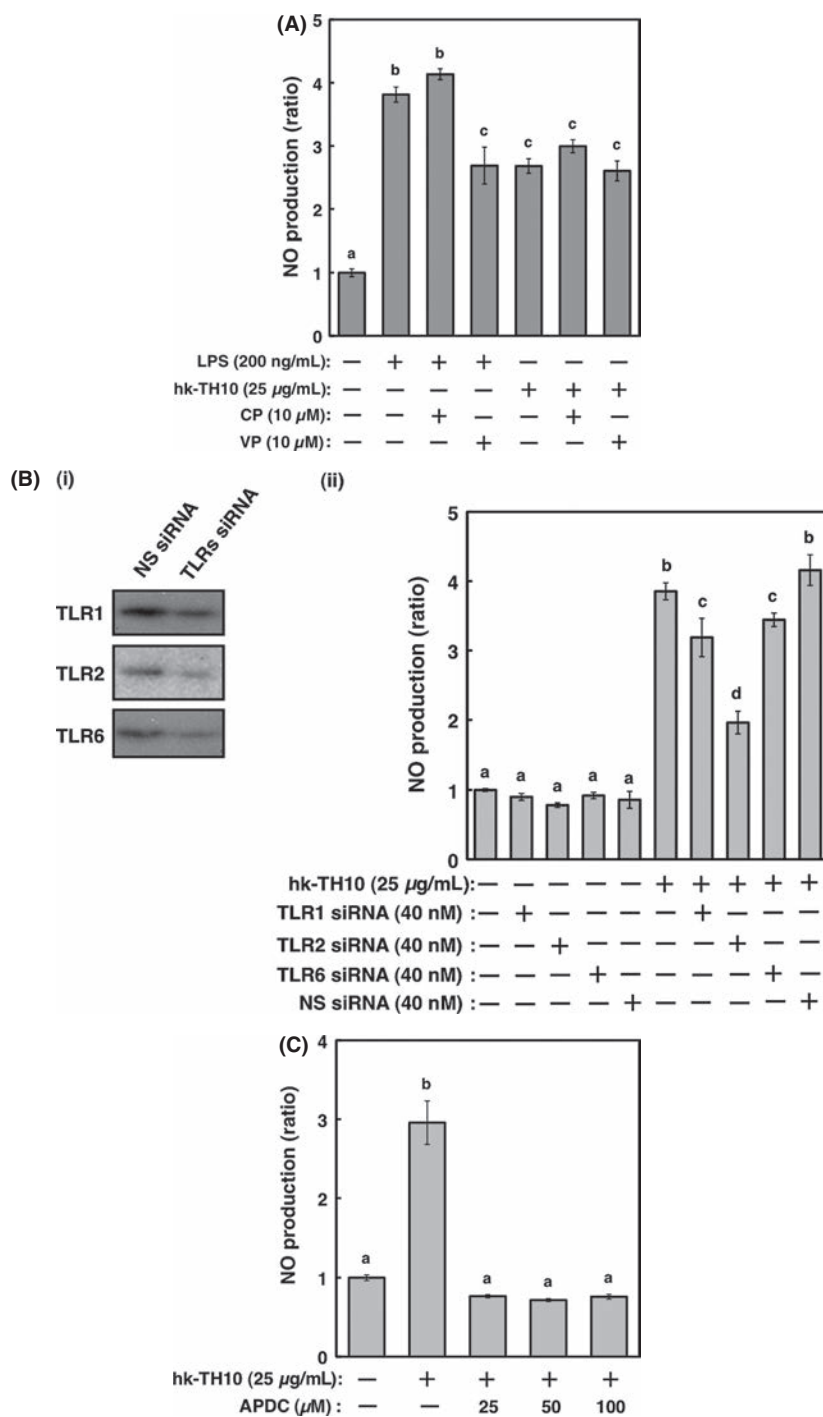 (A)
NO production (ratio)
5
4
3
2
1
0
a b b c c c c
LPS (200 ng/mL): — + + + — — —
hk-TH10 (25 µg/mL): — — — — + + +
CP (10 µM) : — — + — — + —
VP (10 µM) : — — — + — — +
(B) (i)
NS siRNA
TLRs siRNA
TLR1
TLR2
TLR6
(ii)
NO production (ratio)
5
4
3
2
1
0
a a a a a b c d c b
hk-TH10 (25 µg/mL): — — — — — + + + + +
TLR1 siRNA (40 nM) : — + — — — — + — — —
TLR2 siRNA (40 nM) : — — + — — — — + — —
TLR6 siRNA (40 nM) : — — — + — — — — + —
NS siRNA (40 nM) : — — — — + — — — — +
(C)
NO production (ratio)
4
3
2
1
0
a b a a a
hk-TH10 (25 µg/mL): — + + + +
APDC (µM) : — — 25 50 100